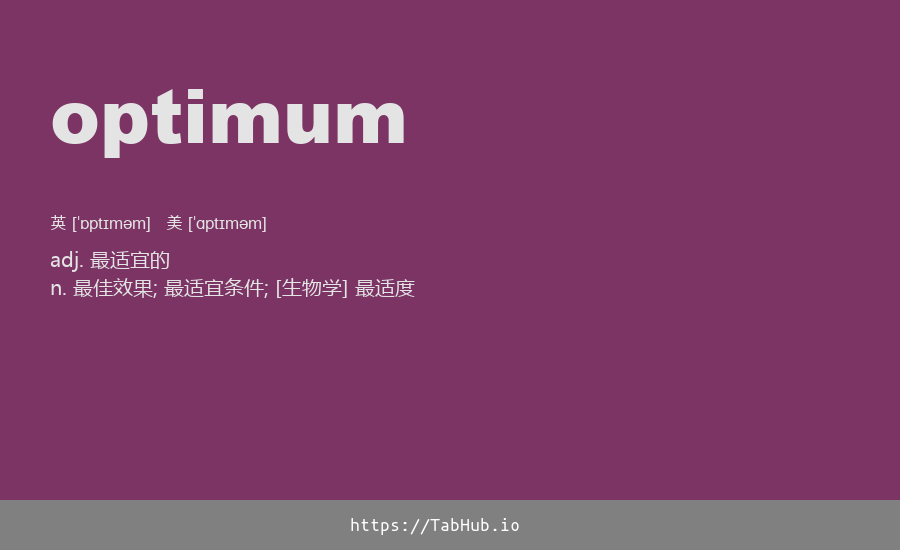 optimum
英 [ˈɒptɪməm] 美 [ˈɑptɪməm]
adj. 最适宜的
n. 最佳效果; 最适宜条件; [生物学] 最适度
https://TabHub.io